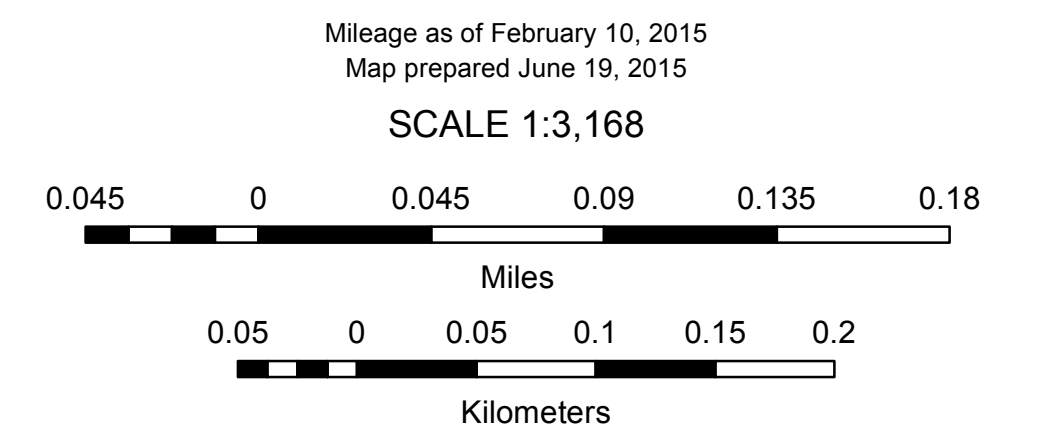 Mileage as of February 10, 2015
Map prepared June 19, 2015
SCALE 1:3,168
0.045 0 0.045 0.09 0.135 0.18
Miles
0.05 0 0.05 0.1 0.15 0.2
Kilometers